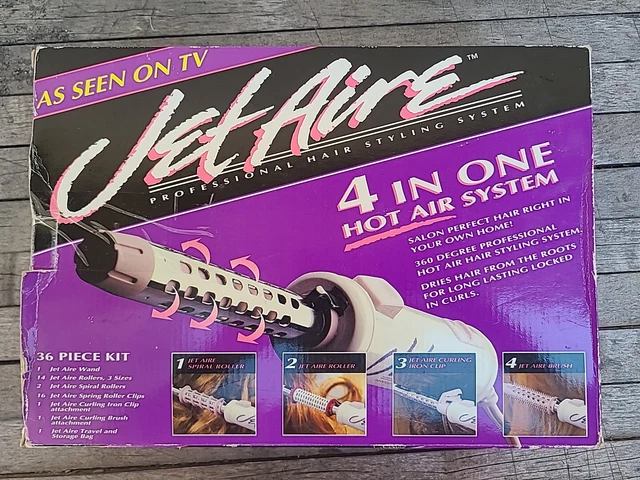 AS SEEN ON TV
Jet Aire™
PROFESSIONAL HAIR STYLING SYSTEM
4 IN ONE
HOT AIR SYSTEM
SALON PERFECT HAIR RIGHT IN
YOUR OWN HOME!
360 DEGREE PROFESSIONAL
HOT AIR HAIR STYLING SYSTEM.
DRIES HAIR FROM THE ROOTS
FOR LONG LASTING LOCKED
IN CURLS.
36 PIECE KIT
1 Jet Aire Wand
14 Jet Aire Rollers, 3 Sizes
2 Jet Aire Spiral Rollers
16 Jet Aire Spring Roller Clips
1 Jet Aire Curling Iron Clip
attachment
1 Jet Aire Curling Brush
attachment
1 Jet Aire Travel and
Storage Bag
1 JET AIRE
SPIRAL ROLLER
2 JET AIRE ROLLER
3 JET AIRE CURLING
IRON CLIP
4 JET AIRE BRUSH